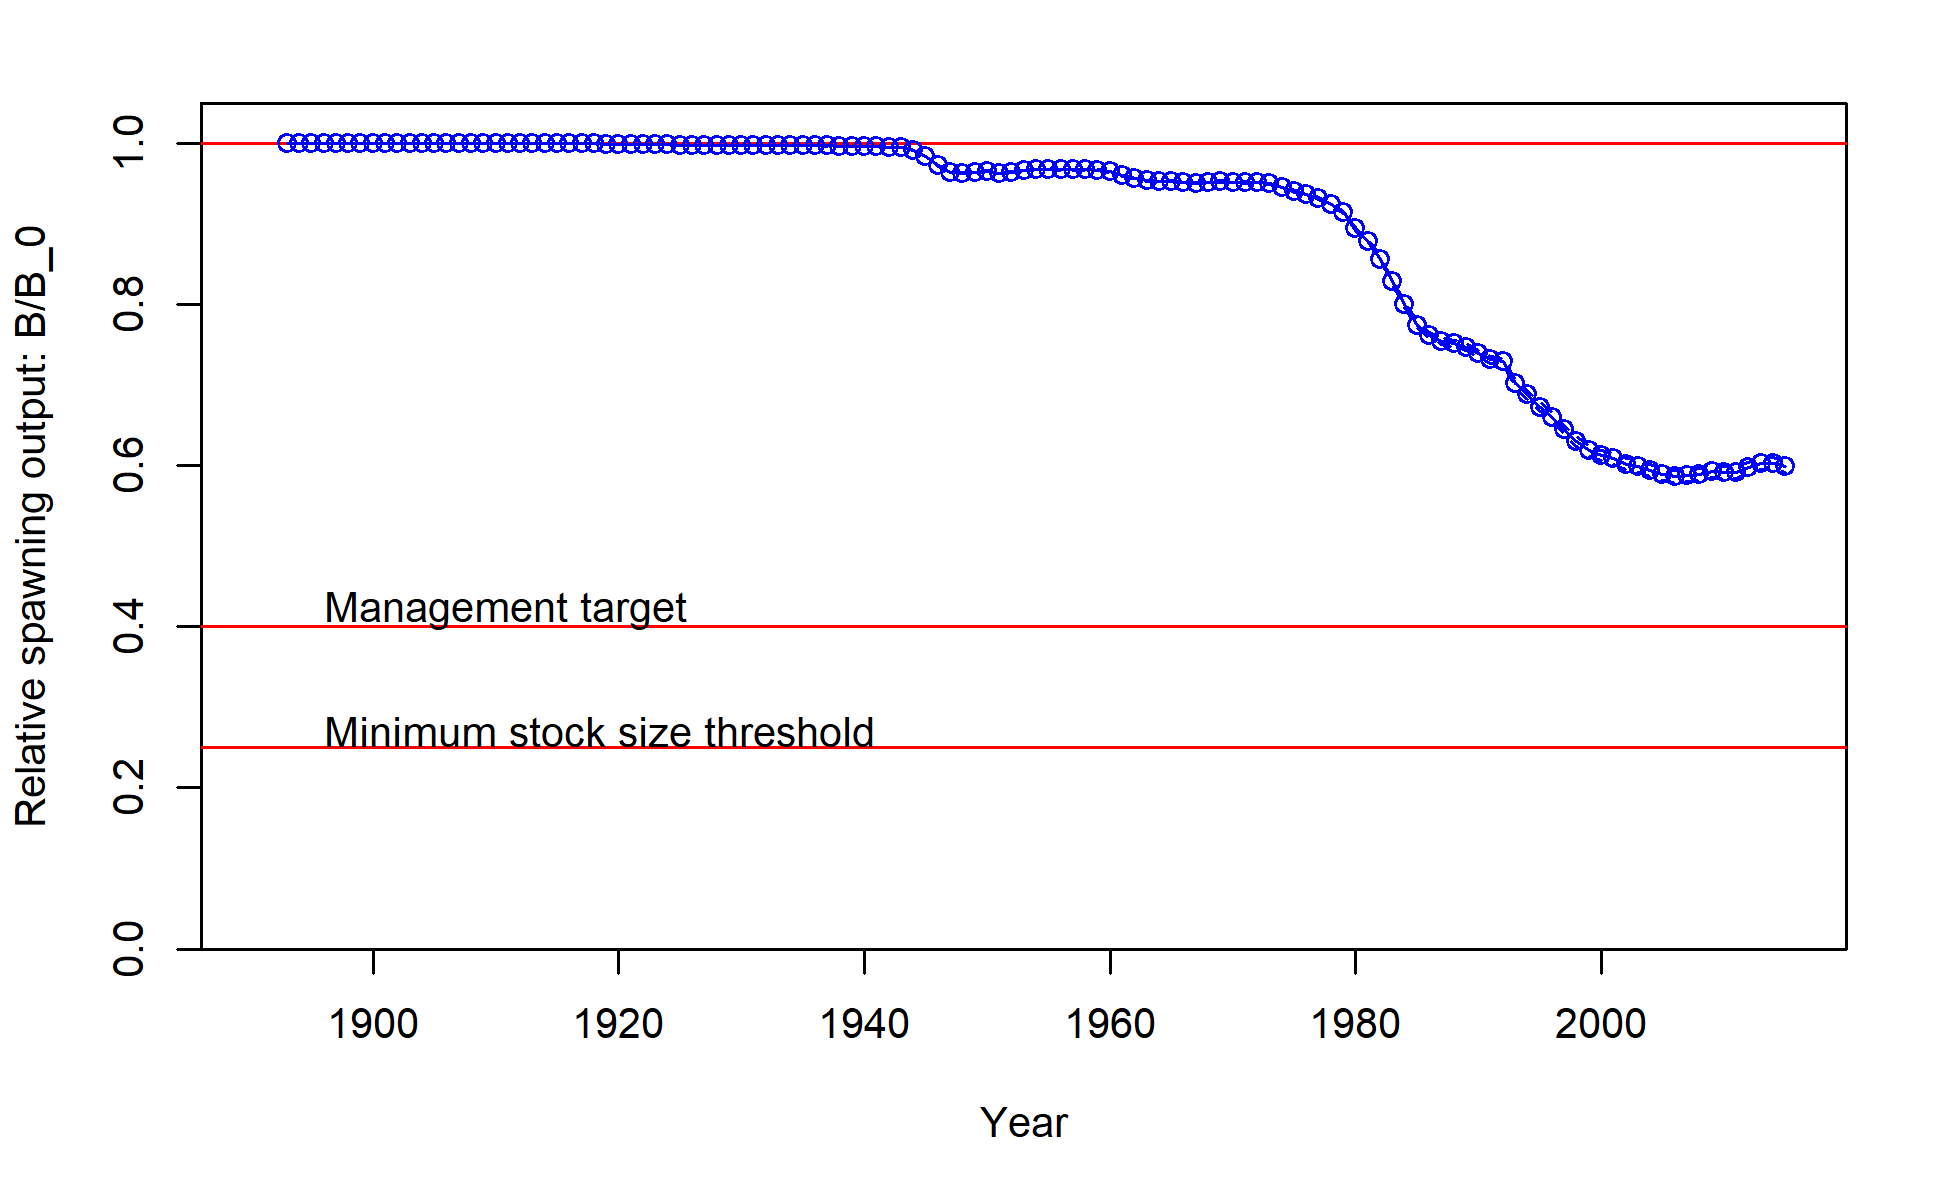 Relative spawning output: B/B_0
1.0
0.8
0.6
0.4
0.2
0.0
Management target
Minimum stock size threshold
1900 1920 1940 1960 1980 2000
Year